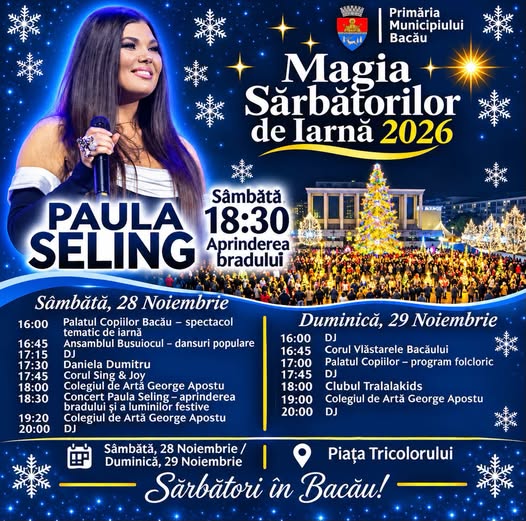 Primăria
Municipiului
Bacău
Magia
Sărbătorilor
de Iarnă 2026
PAULA
SELING
Sâmbătă
18:30
Aprinderea
bradului
Sâmbătă, 28 Noiembrie
16:00 Palatul Copiilor Bacău – spectacol
tematic de iarnă
16:45 Ansamblul Busuiocul – dansuri populare
17:15 DJ
17:30 Daniela Dumitru
17:45 Corul Sing & Joy
18:00 Colegiul de Artă George Apostu
18:30 Concert Paula Seling – aprinderea
bradului și a luminilor festive
19:20 Colegiul de Artă George Apostu
20:00 DJ
Duminică, 29 Noiembrie
16:00 DJ
16:45 Corul Vlăstarele Bacăului
17:00 Palatul Copiilor – program folcloric
17:45 DJ
18:00 Clubul Tralalakids
19:00 Colegiul de Artă George Apostu
20:00 DJ
Sâmbătă, 28 Noiembrie /
Duminică, 29 Noiembrie
Piața Tricolorului
Sărbători în Bacău!